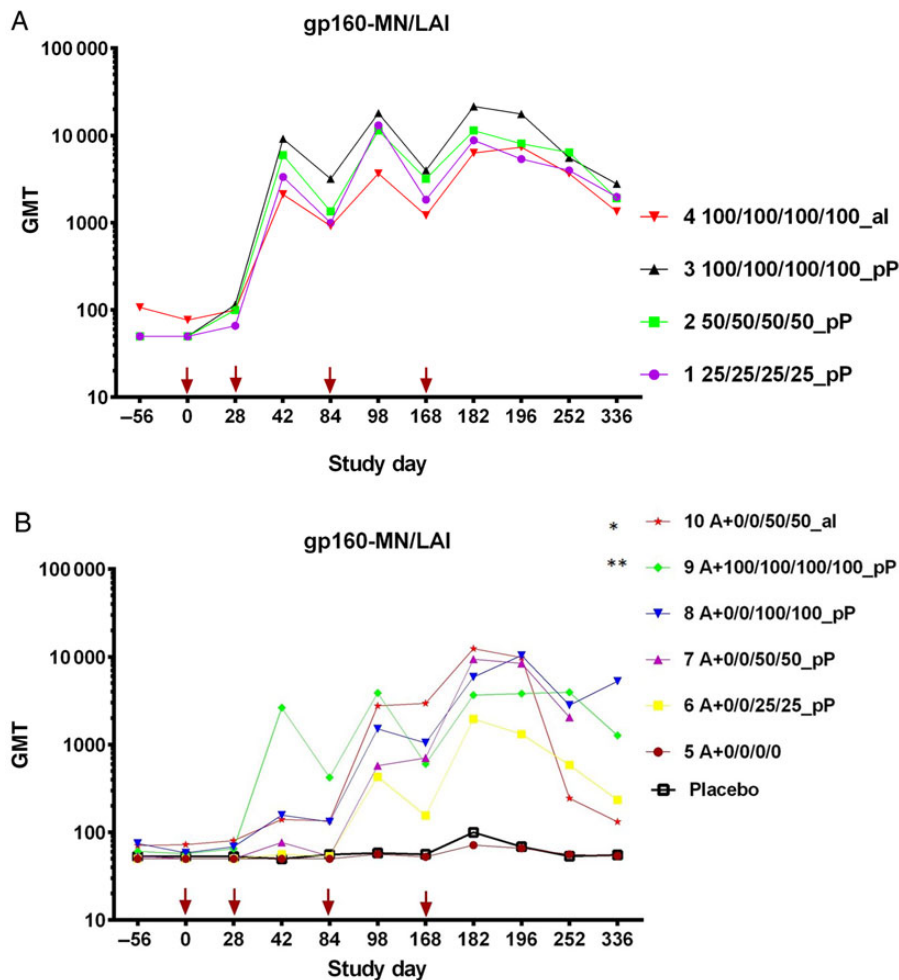 A
gp160-MN/LAI
100 000
10 000
1000
100
10
GMT
–56 0 28 42 84 98 168 182 196 252 336
Study day
4 100/100/100/100_al
3 100/100/100/100_pP
2 50/50/50/50_pP
1 25/25/25/25_pP
B
gp160-MN/LAI
*
**
100 000
10 000
1000
100
10
GMT
–56 0 28 42 84 98 168 182 196 252 336
Study day
10 A+0/0/50/50_al
9 A+100/100/100/100_pP
8 A+0/0/100/100_pP
7 A+0/0/50/50_pP
6 A+0/0/25/25_pP
5 A+0/0/0/0
Placebo